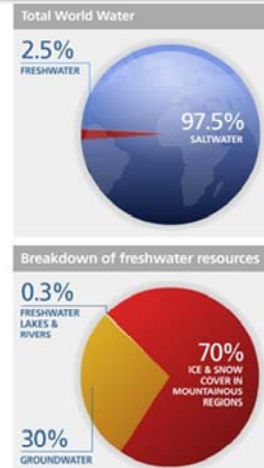 Total World Water
2.5%
FRESHWATER
97.5%
SALTWATER
Breakdown of freshwater resources
0.3%
FRESHWATER
LAKES &
RIVERS
70%
ICE & SNOW
COVER IN
MOUNTAINOUS
REGIONS
30%
GROUNDWATER